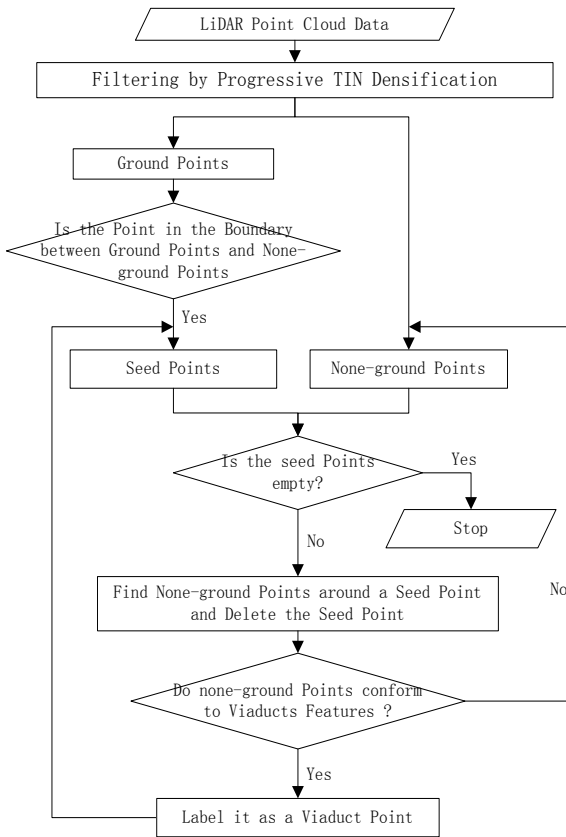 LiDAR Point Cloud Data
Filtering by Progressive TIN Densification
Ground Points
Is the Point in the Boundary
between Ground Points and None-
ground Points
Yes
Seed Points
None-ground Points
Is the seed Points
empty?
Yes
Stop
No
Find None-ground Points around a Seed Point
and Delete the Seed Point
No
Do none-ground Points conform
to Viaducts Features ?
Yes
Label it as a Viaduct Point